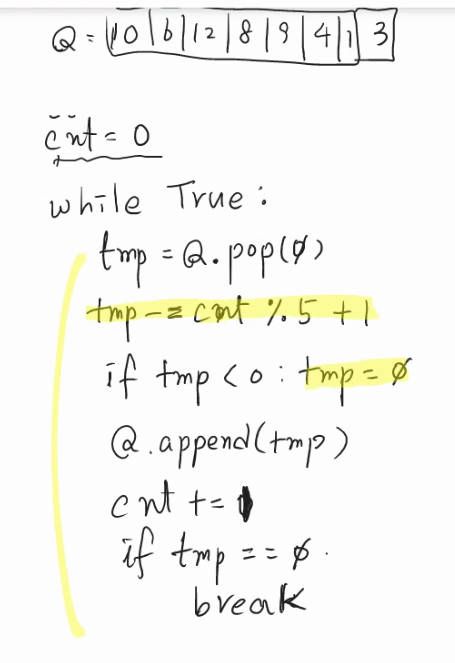 Q = 10 6 12 8 9 4 1 3
cnt = 0
while True:
tmp = Q.pop(0)
tmp -= cnt % 5 + 1
if tmp < 0 : tmp = 0
Q.append(tmp)
cnt += 1
if tmp == 0.
break